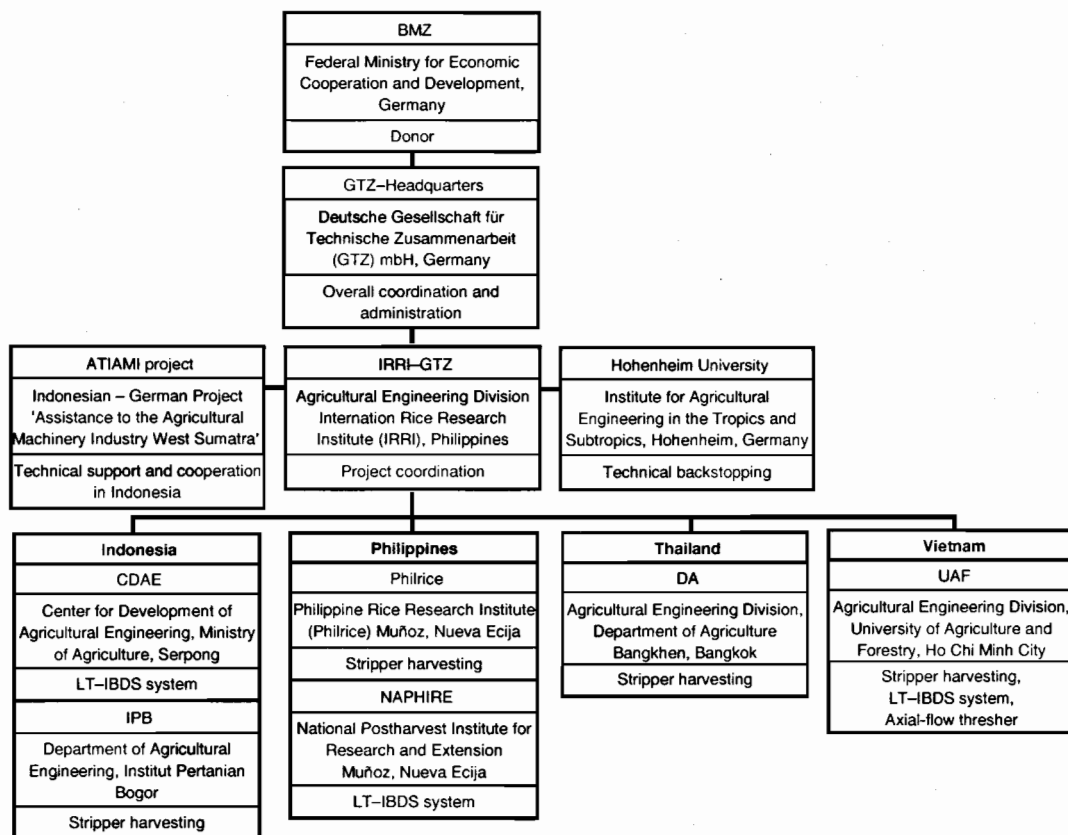 BMZ
Federal Ministry for Economic
Cooperation and Development,
Germany
Donor
GTZ–Headquarters
Deutsche Gesellschaft für
Technische Zusammenarbeit
(GTZ) mbH, Germany
Overall coordination and
administration
ATIAMI project
Indonesian – German Project
'Assistance to the Agricultural
Machinery Industry West Sumatra'
Technical support and cooperation
in Indonesia
IRRI–GTZ
Agricultural Engineering Division
Internation Rice Research
Institute (IRRI), Philippines
Project coordination
Hohenheim University
Institute for Agricultural
Engineering in the Tropics and
Subtropics, Hohenheim, Germany
Technical backstopping
Indonesia
CDAE
Center for Development of
Agricultural Engineering, Ministry
of Agriculture, Serpong
LT–IBDS system
IPB
Department of Agricultural
Engineering, Institut Pertanian
Bogor
Stripper harvesting
Philippines
Philrice
Philippine Rice Research Institute
(Philrice) Muñoz, Nueva Ecija
Stripper harvesting
NAPHIRE
National Postharvest Institute for
Research and Extension
Muñoz, Nueva Ecija
LT–IBDS system
Thailand
DA
Agricultural Engineering Division,
Department of Agriculture
Bangkhen, Bangkok
Stripper harvesting
Vietnam
UAF
Agricultural Engineering Division,
University of Agriculture and
Forestry, Ho Chi Minh City
Stripper harvesting,
LT–IBDS system,
Axial-flow thresher